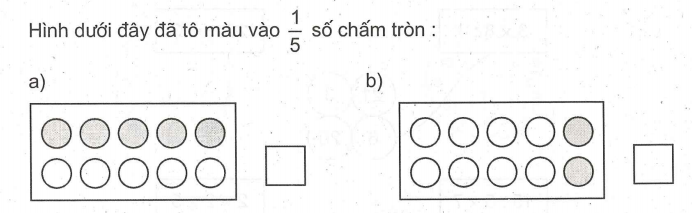 Hình dưới đây đã tô màu vào 1/5 số chấm tròn :
a) b)